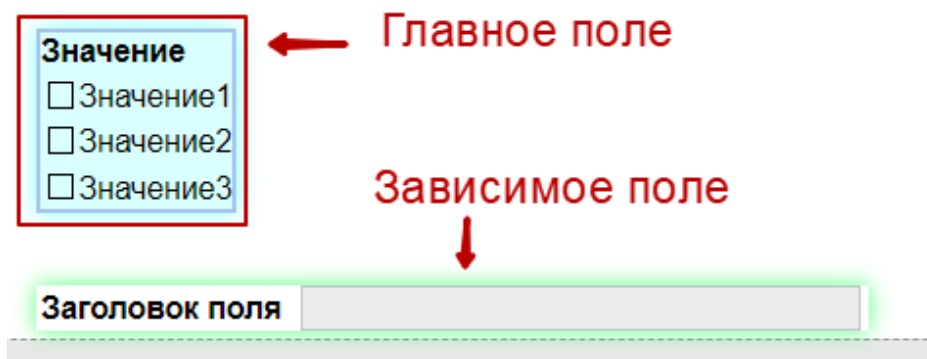 Главное поле
Значение
Значение1
Значение2
Значение3
Зависимое поле
Заголовок поля